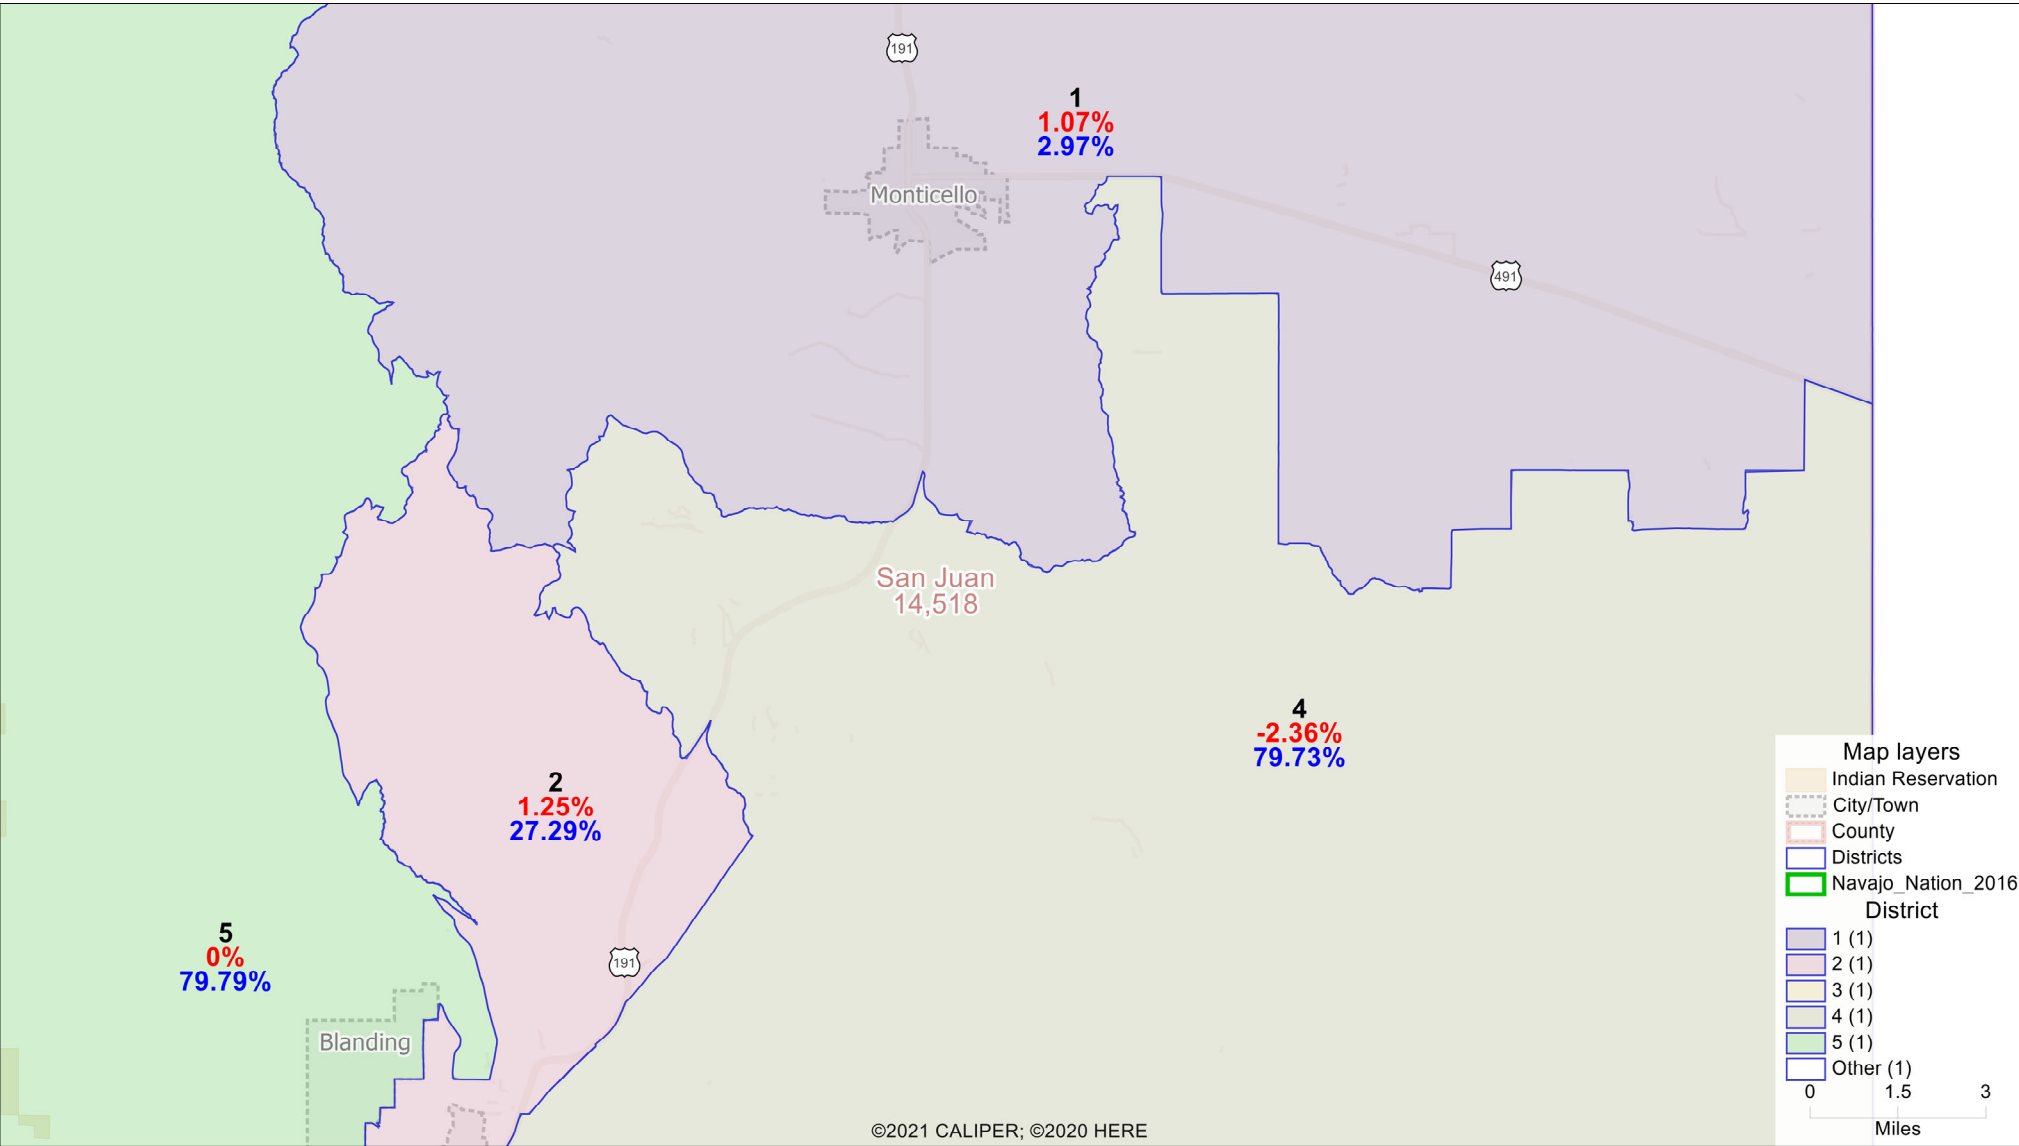 191
1
1.07%
2.97%
Monticello
491
San Juan
14,518
4
-2.36%
79.73%
2
1.25%
27.29%
5
0%
79.79%
191
Blanding
Map layers
Indian Reservation
City/Town
County
Districts
Navajo_Nation_2016
District
1 (1)
2 (1)
3 (1)
4 (1)
5 (1)
Other (1)
0 1.5 3
Miles
©2021 CALIPER; ©2020 HERE